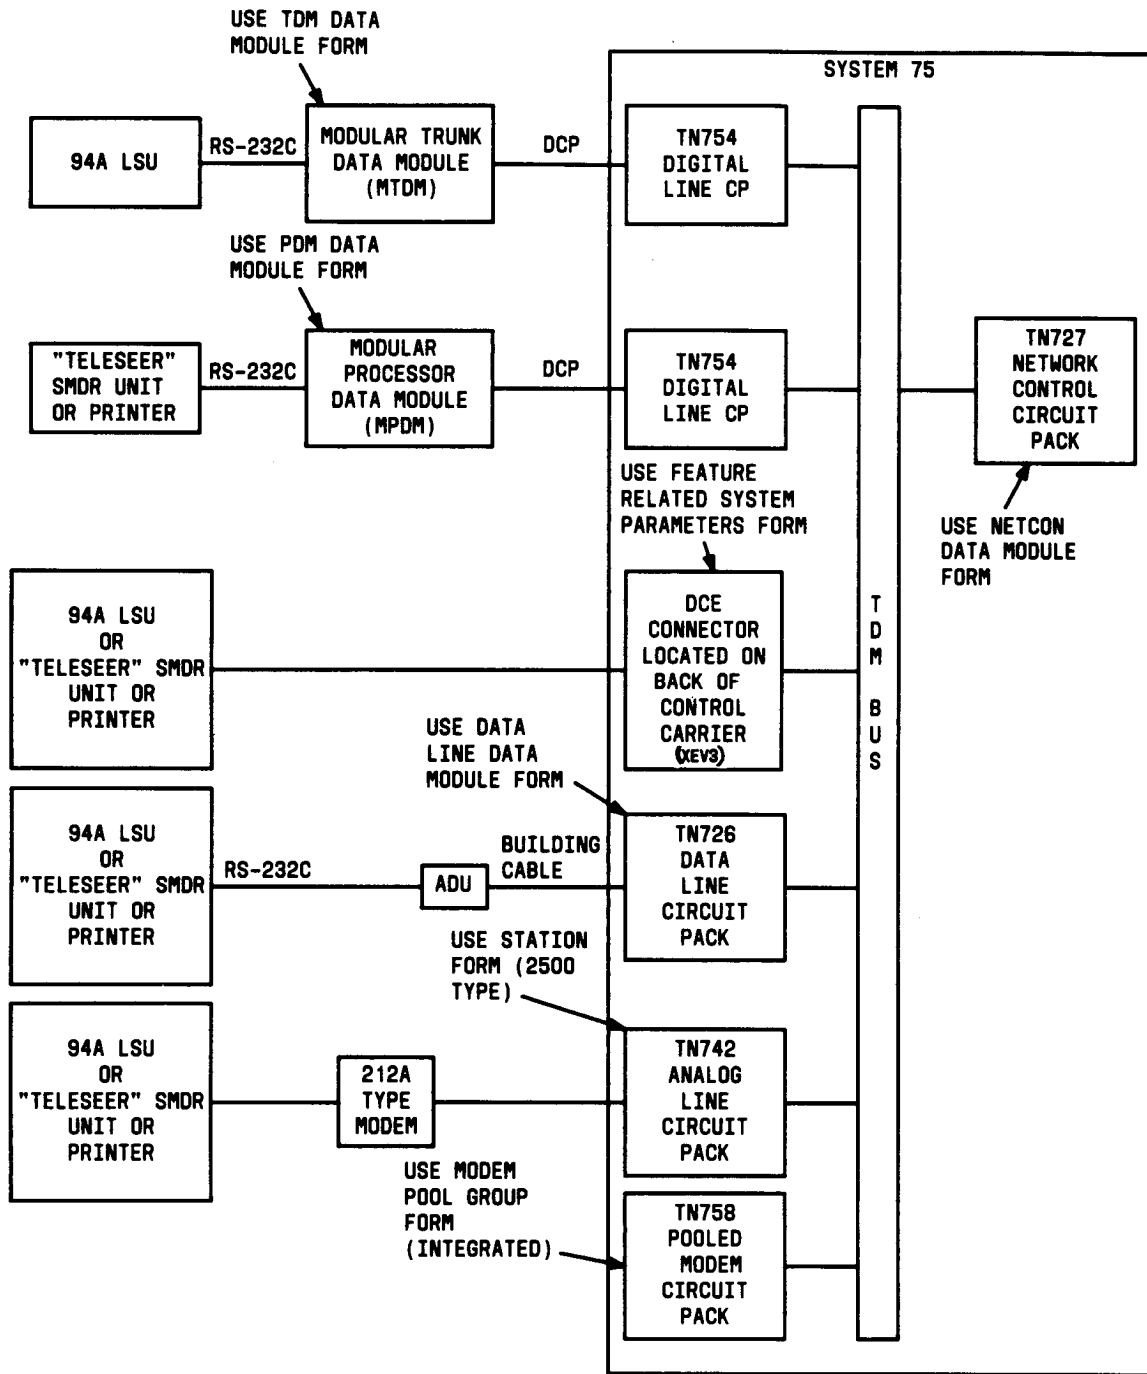 USE TDM DATA
MODULE FORM
SYSTEM 75
94A LSU
RS-232C
MODULAR TRUNK
DATA MODULE
(MTDM)
DCP
TN754
DIGITAL
LINE CP
USE PDM DATA
MODULE FORM
"TELESEER"
SMDR UNIT
OR PRINTER
RS-232C
MODULAR
PROCESSOR
DATA MODULE
(MPDM)
DCP
TN754
DIGITAL
LINE CP
TN727
NETWORK
CONTROL
CIRCUIT
PACK
USE NETCON
DATA MODULE
FORM
USE FEATURE
RELATED SYSTEM
PARAMETERS FORM
94A LSU
OR
"TELESEER" SMDR
UNIT OR
PRINTER
DCE
CONNECTOR
LOCATED ON
BACK OF
CONTROL
CARRIER
(XEV3)
TDM BUS
USE DATA
LINE DATA
MODULE FORM
94A LSU
OR
"TELESEER" SMDR
UNIT OR
PRINTER
RS-232C
ADU
BUILDING
CABLE
TN726
DATA
LINE
CIRCUIT
PACK
USE STATION
FORM (2500
TYPE)
94A LSU
OR
"TELESEER" SMDR
UNIT OR
PRINTER
212A
TYPE
MODEM
TN742
ANALOG
LINE
CIRCUIT
PACK
USE MODEM
POOL GROUP
FORM
(INTEGRATED)
TN758
POOLED
MODEM
CIRCUIT
PACK